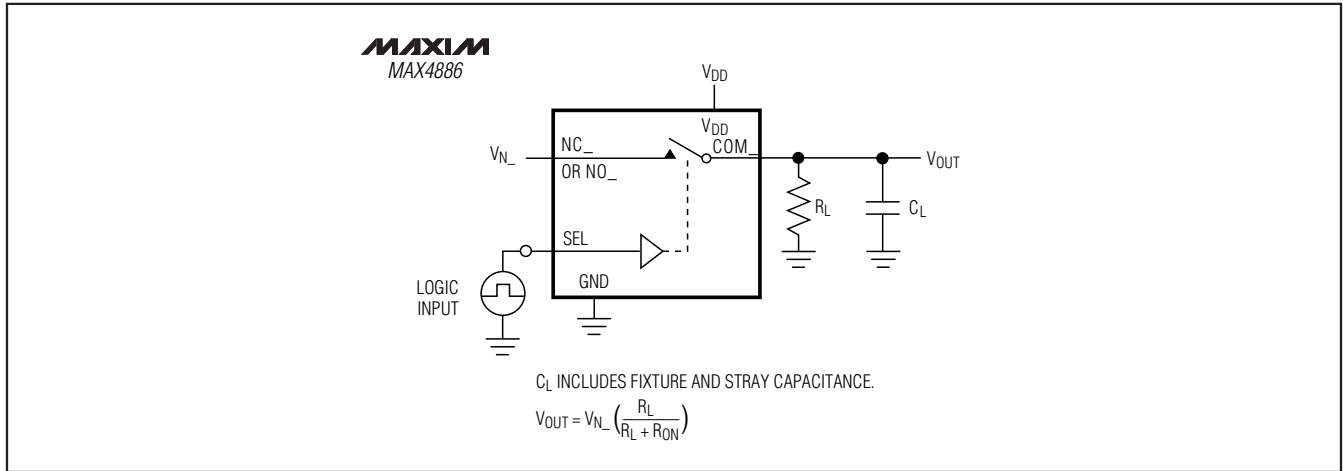 MAXIM
MAX4886
VDD
VDD
VN_
NC_
COM_
VOUT
OR NO_
RL
CL
SEL
GND
LOGIC
INPUT
CL INCLUDES FIXTURE AND STRAY CAPACITANCE.
VOUT = VN_ (RL / RL + RON)